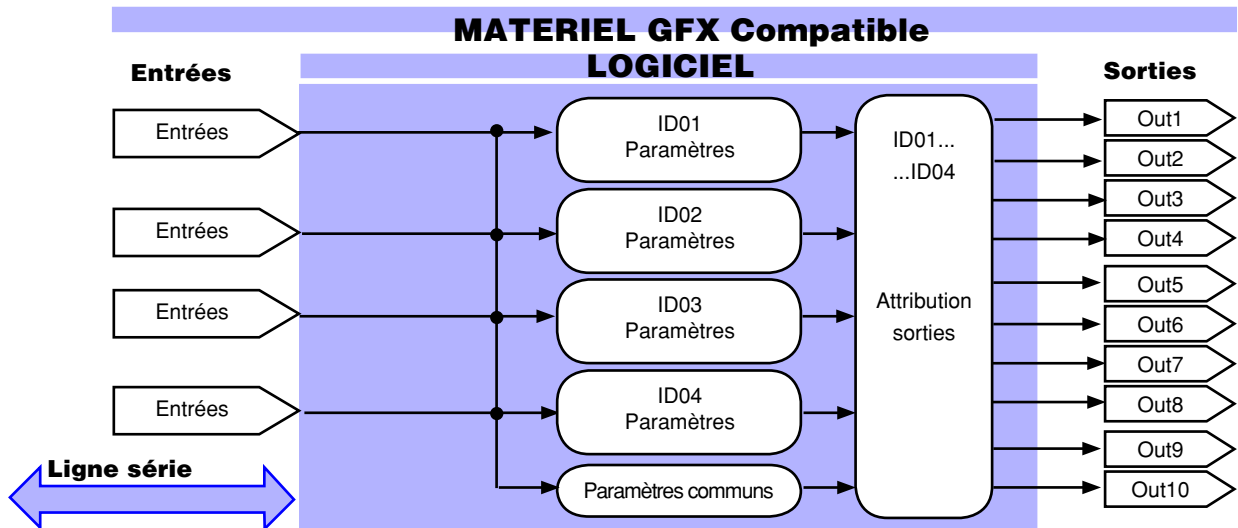 MATERIEL GFX Compatible
LOGICIEL
Entrées
Sorties
Entrées
ID01
Paramètres
ID01...
...ID04
Out1
Out2
Entrées
ID02
Paramètres
Out3
Out4
Entrées
ID03
Paramètres
Attribution
sorties
Out5
Out6
Out7
Entrées
ID04
Paramètres
Out8
Out9
Ligne série
Paramètres communs
Out10